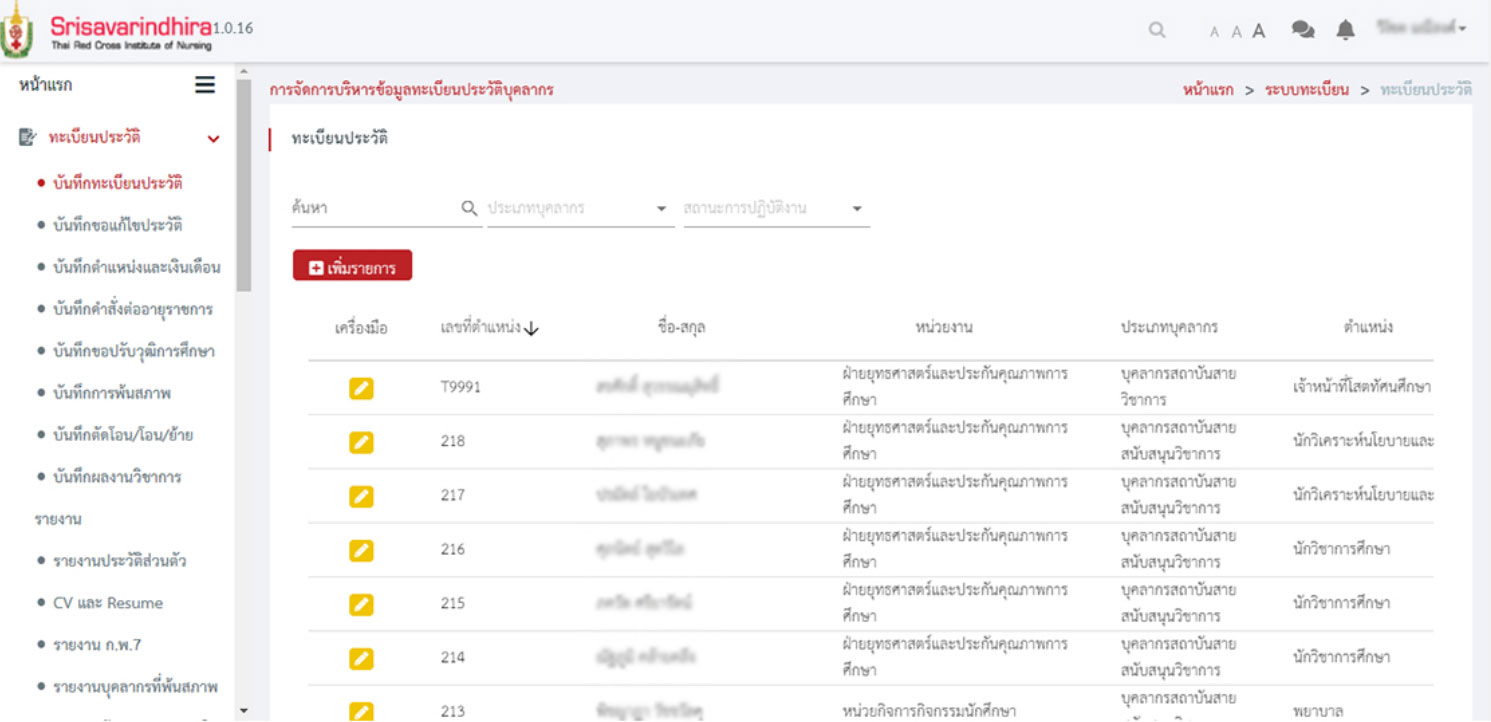 Srisavarindhira 1.0.16
Thai Red Cross Institute of Nursing
A A A
หน้าแรก
ทะเบียนประวัติ
บันทึกทะเบียนประวัติ
บันทึกขอแก้ไขประวัติ
บันทึกตำแหน่งและเงินเดือน
บันทึกคำสั่งต่ออายุราชการ
บันทึกขอปรับวุฒิการศึกษา
บันทึกการพ้นสภาพ
บันทึกตัดโอน/โอน/ย้าย
บันทึกผลงานวิชาการ
รายงาน
รายงานประวัติส่วนตัว
CV และ Resume
รายงาน ก.พ.7
รายงานบุคลากรที่พ้นสภาพ
การจัดการบริหารข้อมูลทะเบียนประวัติบุคลากร
หน้าแรก > ระบบทะเบียน > ทะเบียนประวัติ
ทะเบียนประวัติ
ค้นหา ประเภทบุคลากร สถานะการปฏิบัติงาน
เพิ่มรายการ
เครื่องมือ เลขที่ตำแหน่ง ชื่อ-สกุล หน่วยงาน ประเภทบุคลากร ตำแหน่ง
T9991 ฝ่ายยุทธศาสตร์และประกันคุณภาพการ บุคลากรสถาบันสาย เจ้าหน้าที่โสตทัศนศึกษา
ศึกษา วิชาการ
218 ฝ่ายยุทธศาสตร์และประกันคุณภาพการ บุคลากรสถาบันสาย นักวิเคราะห์นโยบายและ
ศึกษา สนับสนุนวิชาการ
217 ฝ่ายยุทธศาสตร์และประกันคุณภาพการ บุคลากรสถาบันสาย นักวิเคราะห์นโยบายและ
ศึกษา สนับสนุนวิชาการ
216 ฝ่ายยุทธศาสตร์และประกันคุณภาพการ บุคลากรสถาบันสาย นักวิชาการศึกษา
ศึกษา สนับสนุนวิชาการ
215 ฝ่ายยุทธศาสตร์และประกันคุณภาพการ บุคลากรสถาบันสาย นักวิชาการศึกษา
ศึกษา สนับสนุนวิชาการ
214 ฝ่ายยุทธศาสตร์และประกันคุณภาพการ บุคลากรสถาบันสาย นักวิชาการศึกษา
ศึกษา สนับสนุนวิชาการ
213 หน่วยกิจการกิจกรรมนักศึกษา บุคลากรสถาบันสาย พยาบาล